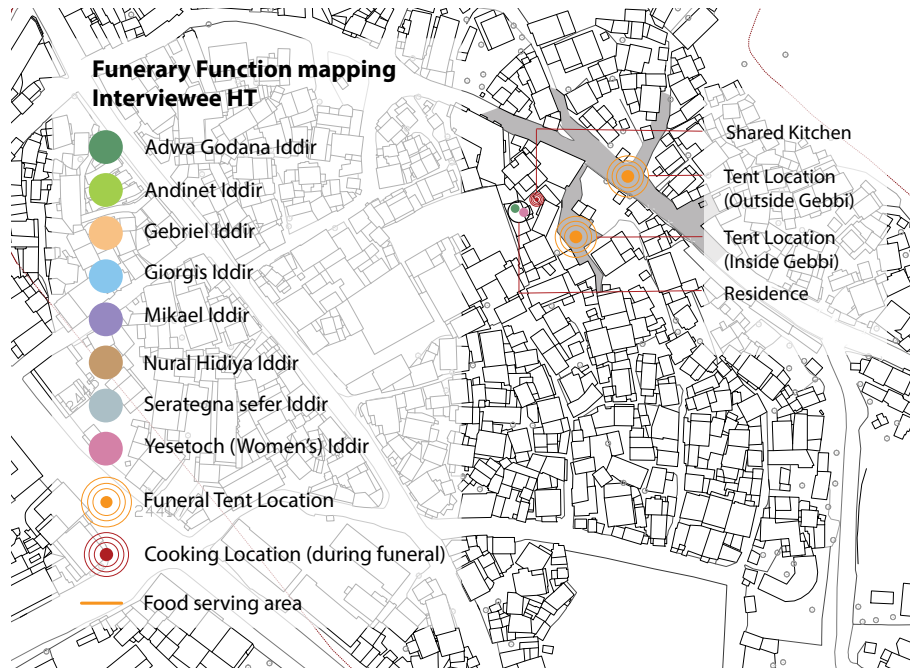 Funerary Function mapping
Interviewee HT
Adwa Godana Iddir
Andinet Iddir
Gebriel Iddir
Giorgis Iddir
Mikael Iddir
Nural Hidiya Iddir
Serategna sefer Iddir
Yesetoch (Women's) Iddir
Funeral Tent Location
Cooking Location (during funeral)
Food serving area
Shared Kitchen
Tent Location
(Outside Gebbi)
Tent Location
(Inside Gebbi)
Residence